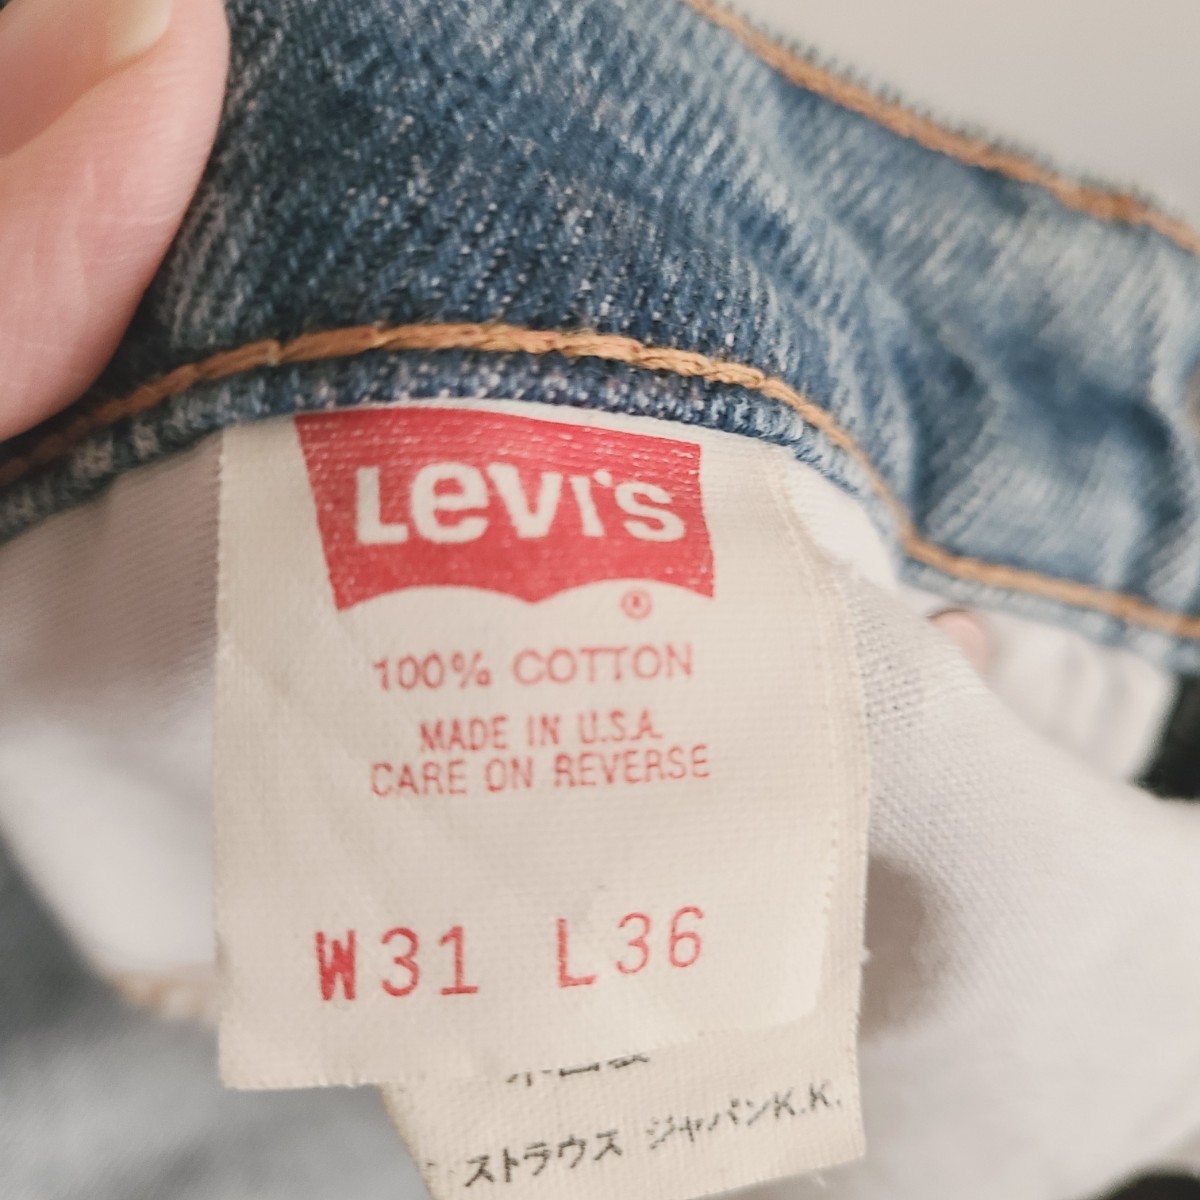 Levi's
®
100% COTTON
MADE IN U.S.A.
CARE ON REVERSE
W31 L36
ストラウス ジャパンK.K.